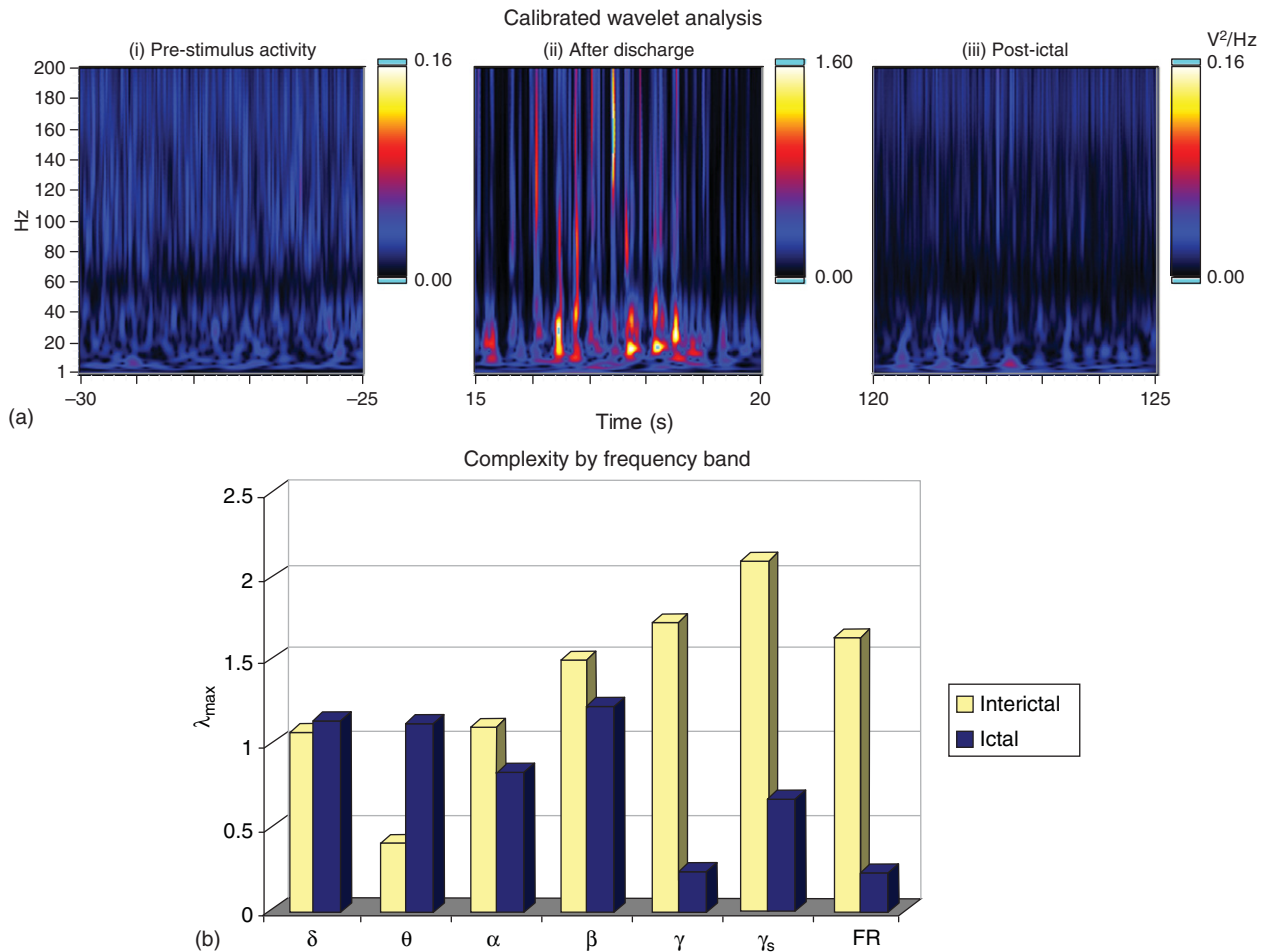 Calibrated wavelet analysis
(i) Pre-stimulus activity
(ii) After discharge
(iii) Post-ictal
V²/Hz
200
180
160
140
120
100
80
60
40
20
1
Hz
0.16
0.00
1.60
0.00
0.16
0.00
–30
–25
15
20
120
125
(a)
Time (s)
Complexity by frequency band
2.5
2
1.5
1
0.5
0
λmax
Interictal
Ictal
(b)
δ
θ
α
β
γ
γs
FR